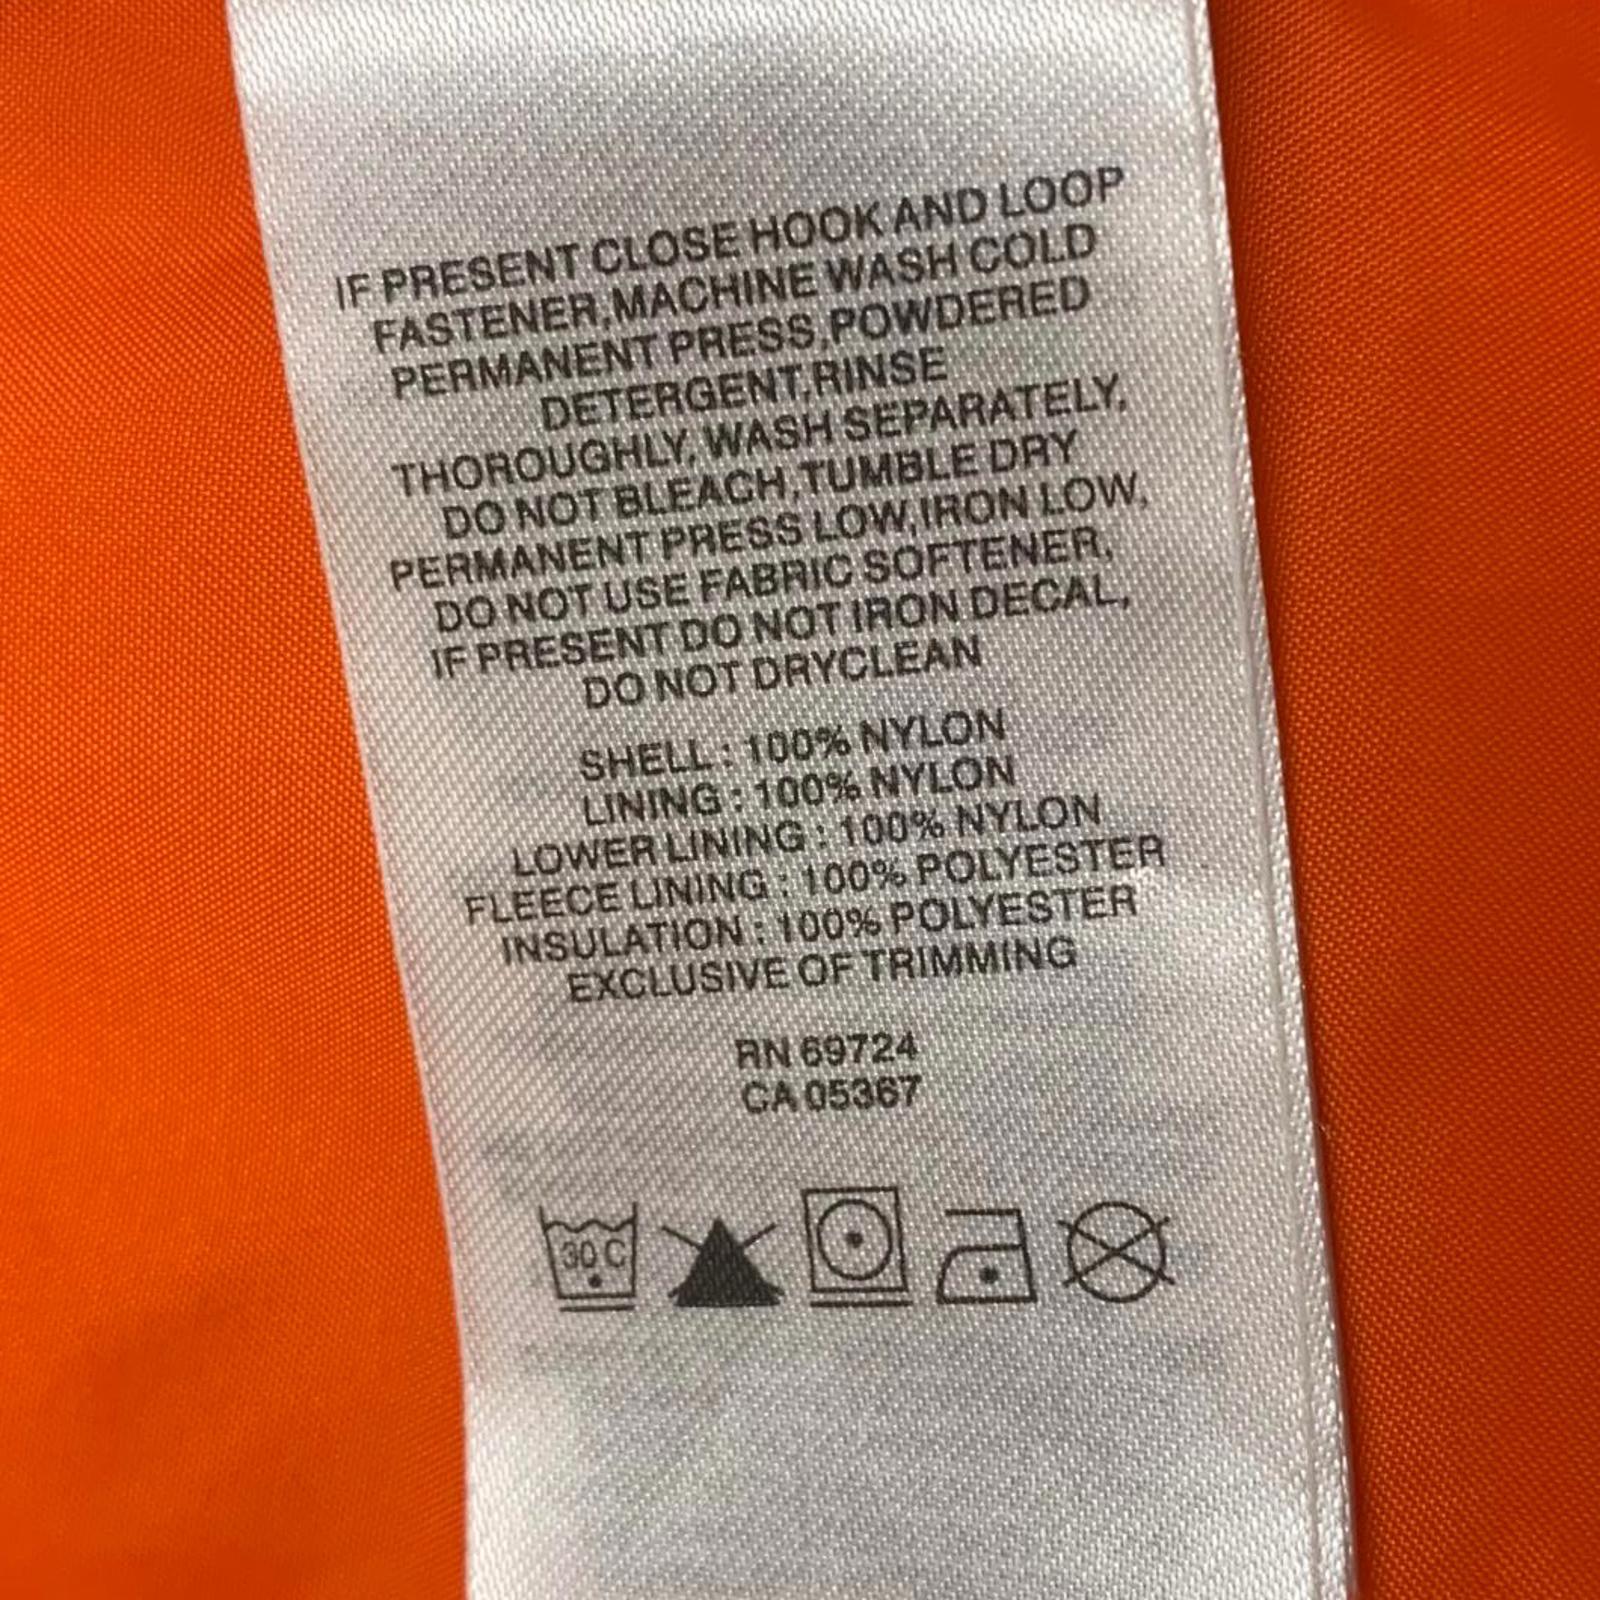 IF PRESENT CLOSE HOOK AND LOOP
FASTENER,MACHINE WASH COLD
PERMANENT PRESS,POWDERED
DETERGENT,RINSE
THOROUGHLY, WASH SEPARATELY,
DO NOT BLEACH,TUMBLE DRY
PERMANENT PRESS LOW,IRON LOW,
DO NOT USE FABRIC SOFTENER,
IF PRESENT DO NOT IRON DECAL,
DO NOT DRYCLEAN
SHELL : 100% NYLON
LINING : 100% NYLON
LOWER LINING : 100% NYLON
FLEECE LINING : 100% POLYESTER
INSULATION : 100% POLYESTER
EXCLUSIVE OF TRIMMING
RN 69724
CA 05367
30 C